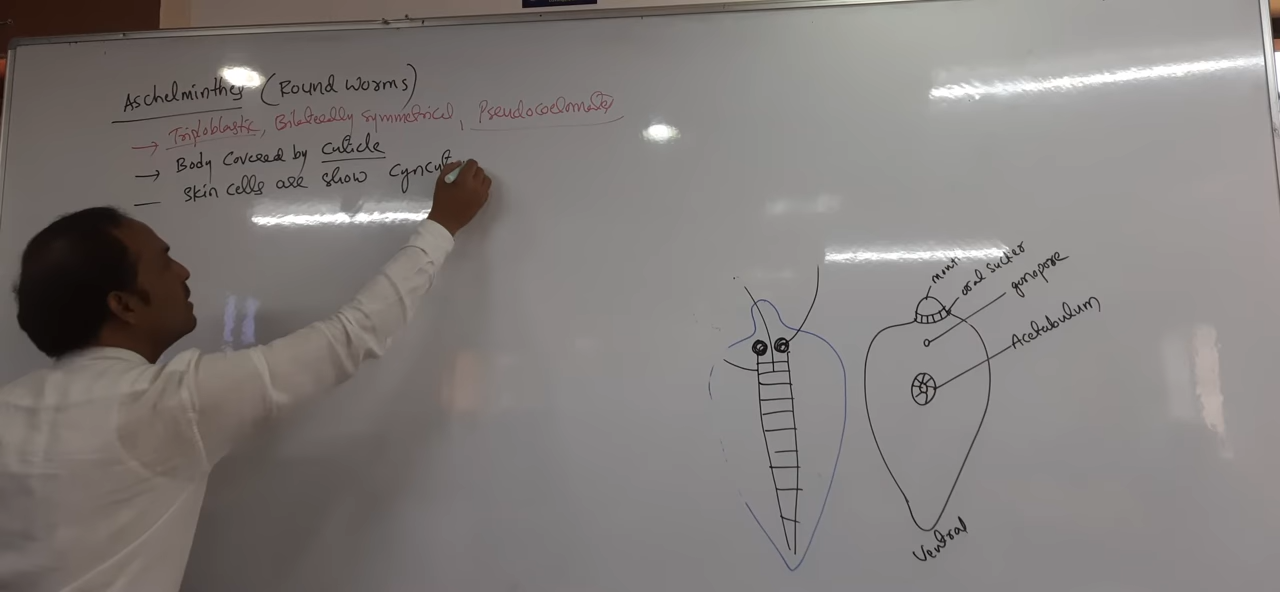 Aschelminthes (Round Worms)
→ Triploblastic, Bilaterally symmetrical, Pseudocoelomate
→ Body Covered by cuticle
— Skin cells are show cyncyt
mouth
oral sucker
gonopore
Acetabulum
Ventral